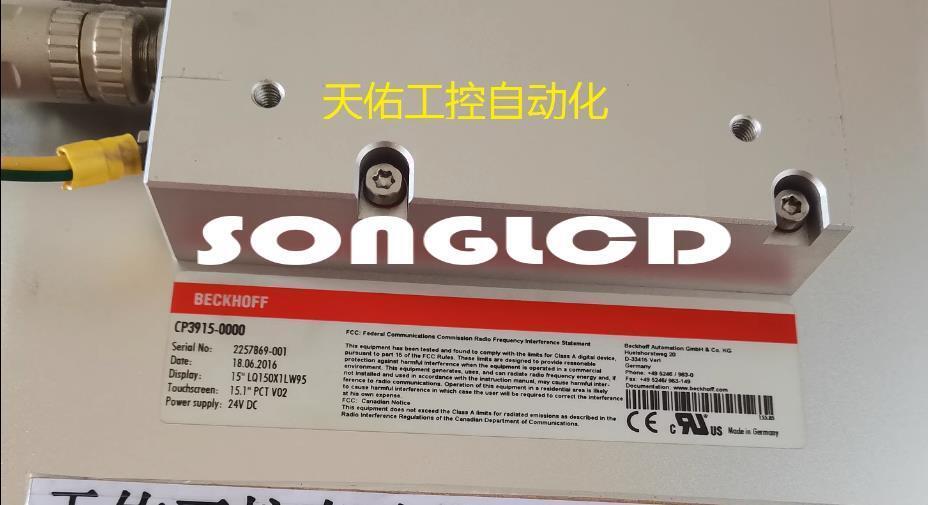 天佑工控自动化
SONGLCD
BECKHOFF
CP3915-0000
Serial No: 2257869-001
Date: 18.06.2016
Display: 15" LQ150X1LW95
Touchscreen: 15.1" PCT V02
Power supply: 24V DC
FCC: Federal Communications Commission Radio Frequency Interference Statement
This equipment has been tested and found to comply with the limits for Class A digital device,
pursuant to part 15 of the FCC Rules. These limits are designed to provide reasonable
protection against harmful interference when the equipment is operated in a commercial
environment. This equipment generates, uses, and can radiate radio frequency energy and, if
not installed and used in accordance with the instruction manual, may cause harmful inter-
ference to radio communications. Operation of this equipment in a residential area is likely
to cause harmful interference in which case the user will be required to correct the interference
at his own expense.
FCC: Canadian Notice
This equipment does not exceed the Class A limits for radiated emissions as described in the
Radio Interference Regulations of the Canadian Department of Communications.
Beckhoff Automation GmbH & Co. KG
Huelshorstweg 20
D-33415 Verl
Germany
Phone: +49 5246 / 963-0
Fax: +49 5246/ 963-149
Documentation: www.beckhoff.com
CE c RU US Made in Germany